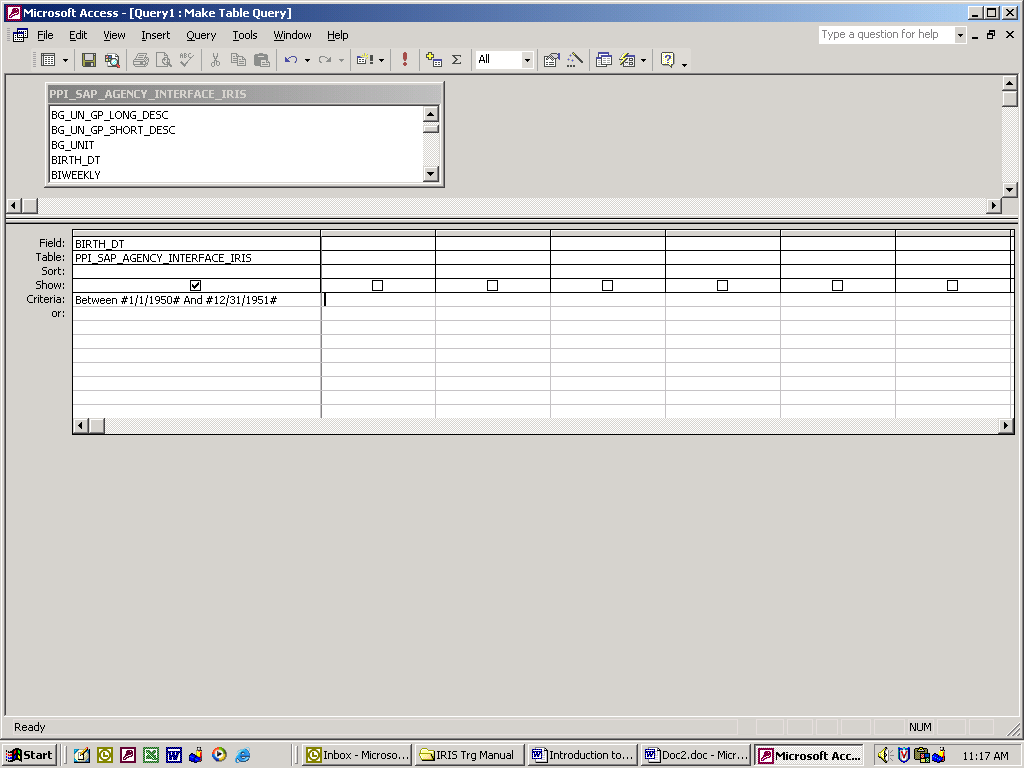 Microsoft Access - [Query1 : Make Table Query]
File Edit View Insert Query Tools Window Help
Type a question for help
All
PPI_SAP_AGENCY_INTERFACE_IRIS
BG_UN_GP_LONG_DESC
BG_UN_GP_SHORT_DESC
BG_UNIT
BIRTH_DT
BIWEEKLY
Field: BIRTH_DT
Table: PPI_SAP_AGENCY_INTERFACE_IRIS
Sort:
Show:
Criteria: Between #1/1/1950# And #12/31/1951#
or:
Ready
NUM
Start
Inbox - Microso...
IRIS Trg Manual
Introduction to...
Doc2.doc - Micr...
Microsoft Acc...
11:17 AM